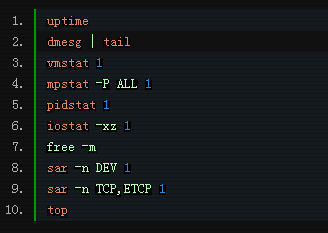 1. uptime
2. dmesg | tail
3. vmstat 1
4. mpstat -P ALL 1
5. pidstat 1
6. iostat -xz 1
7. free -m
8. sar -n DEV 1
9. sar -n TCP,ETCP 1
10. top